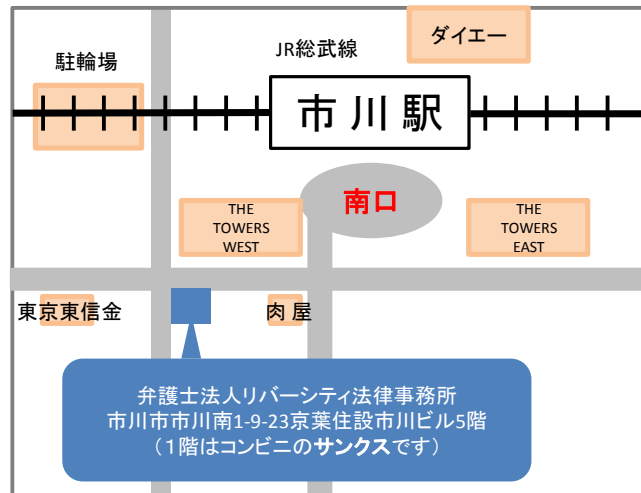 ダイエー
JR総武線
駐輪場
市川駅
南口
THE
TOWERS
WEST
THE
TOWERS
EAST
東京東信金
肉屋
弁護士法人リバーシティ法律事務所
市川市市川南1-9-23京葉住設市川ビル5階
（１階はコンビニのサンクスです）